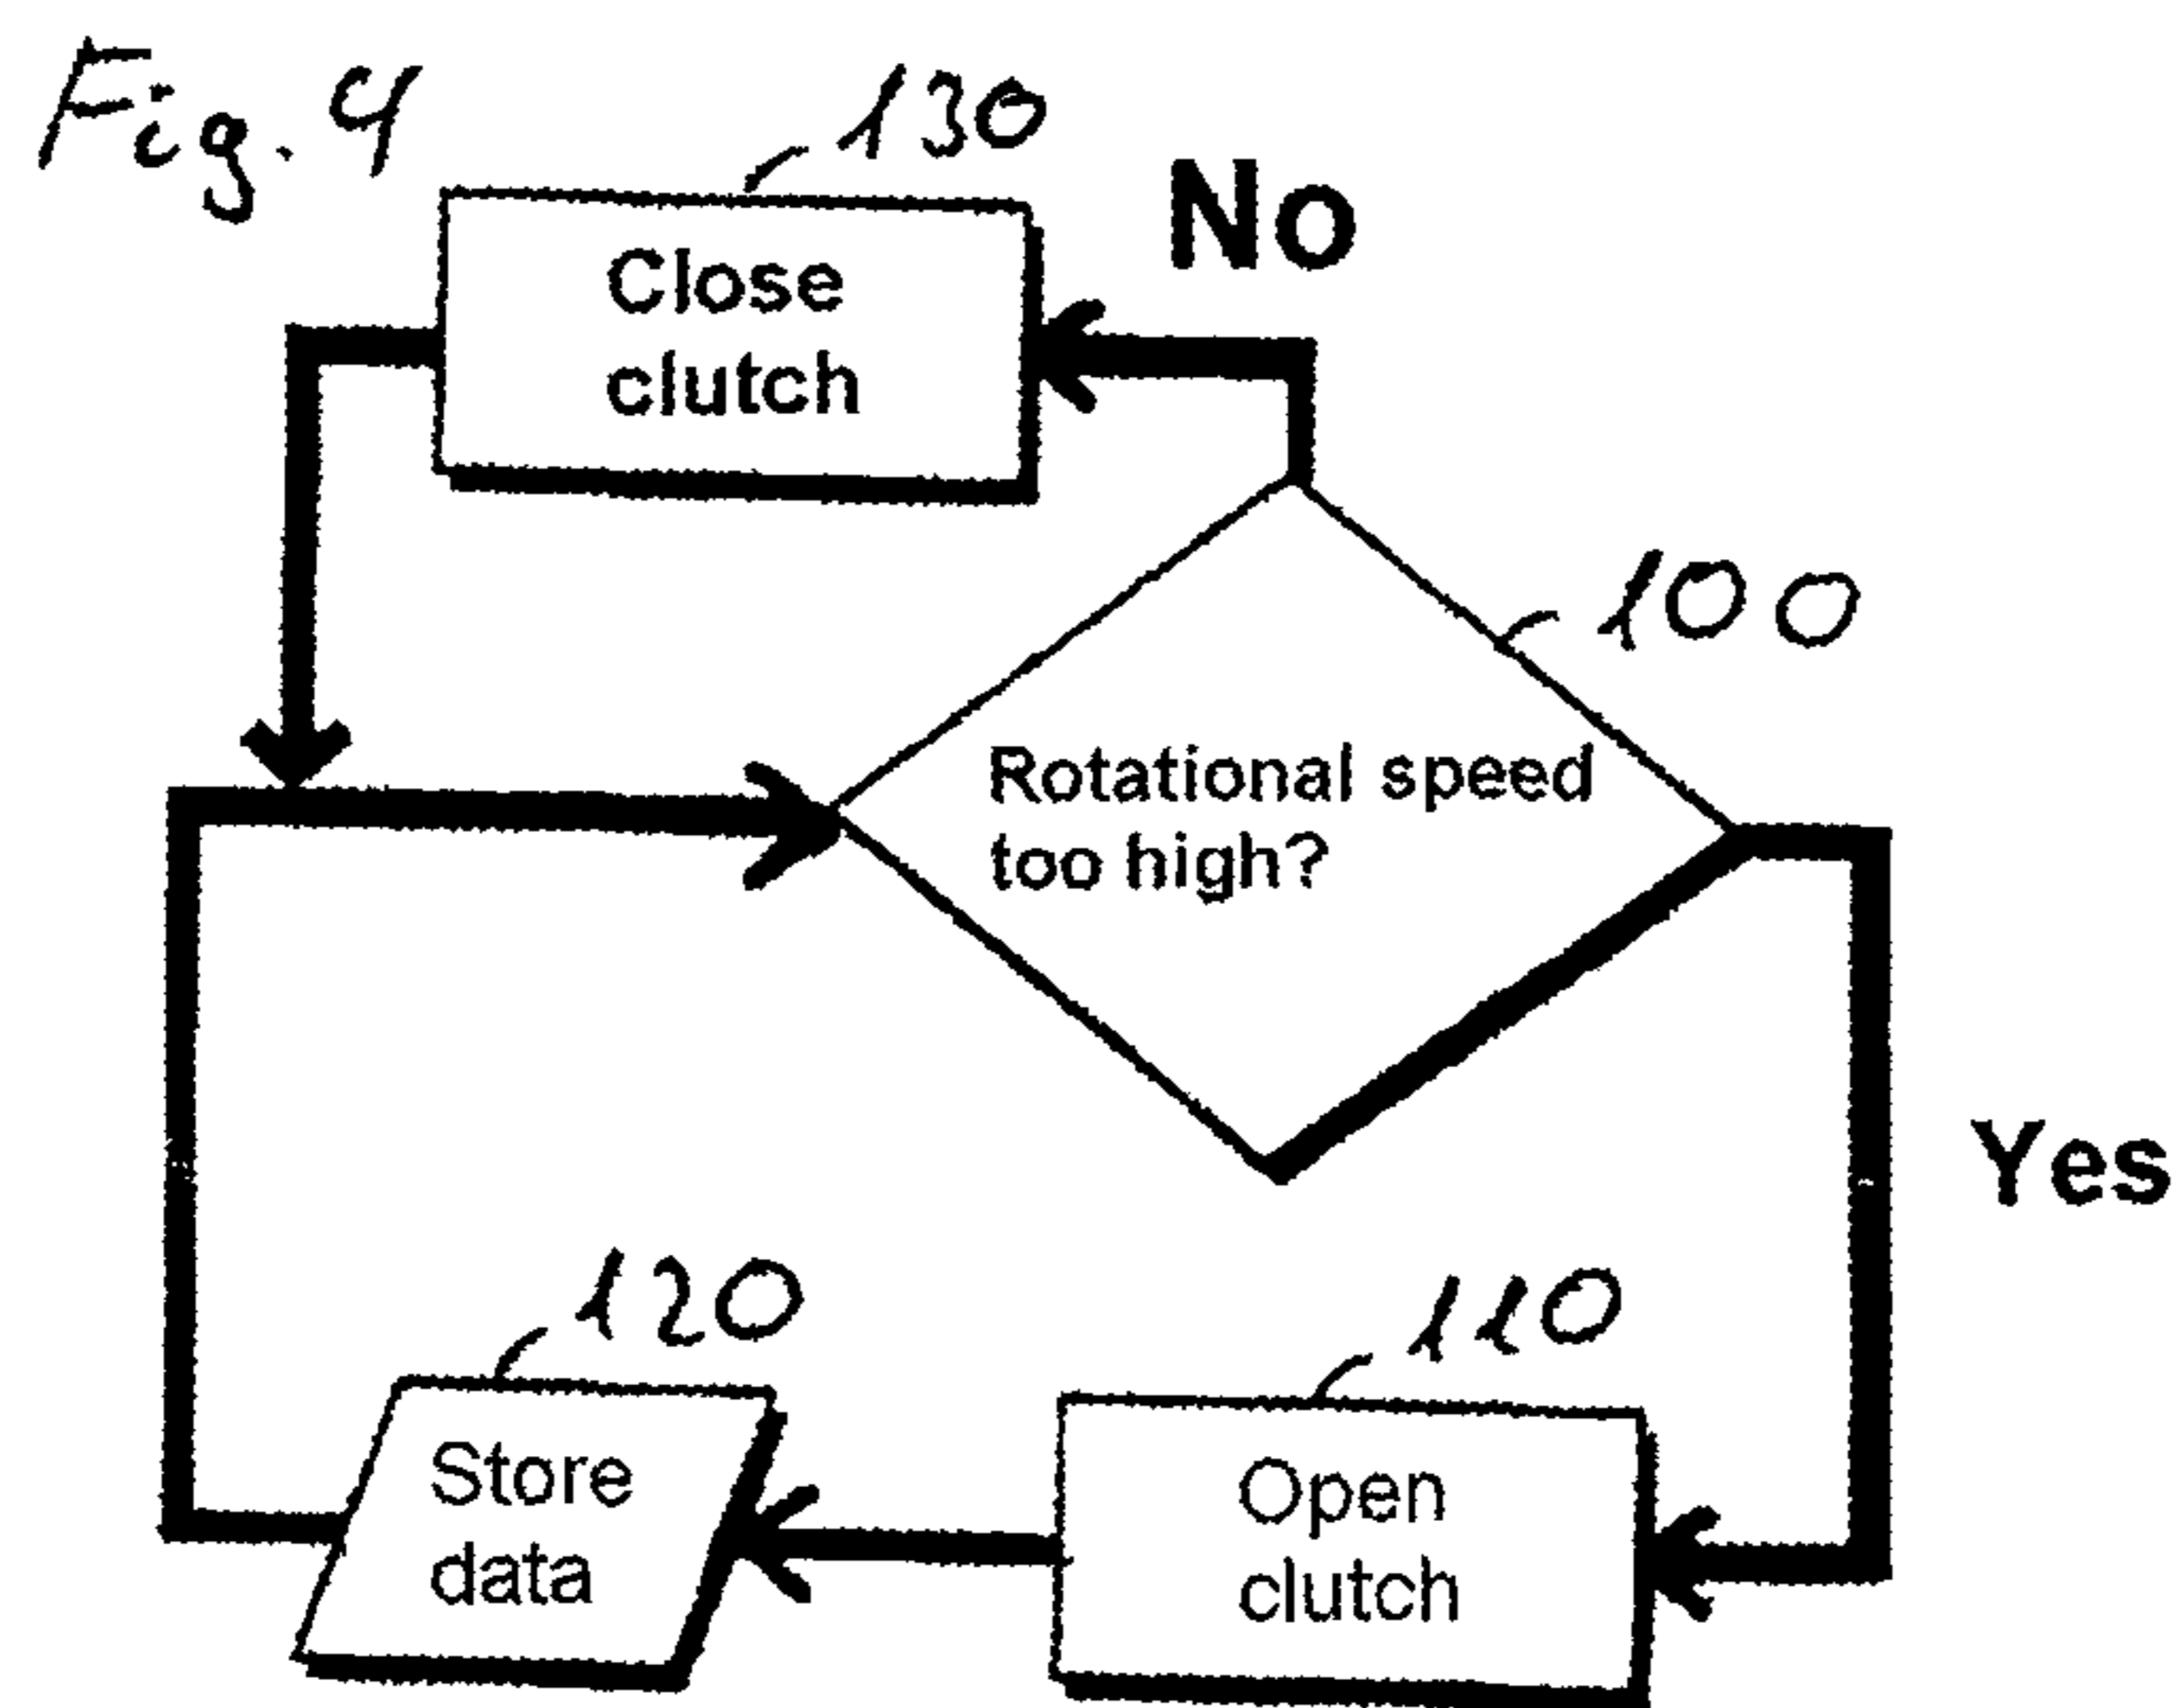 Fig. 4
130
No
Close
clutch
100
Rotational speed
too high?
Yes
120
110
Store
data
Open
clutch